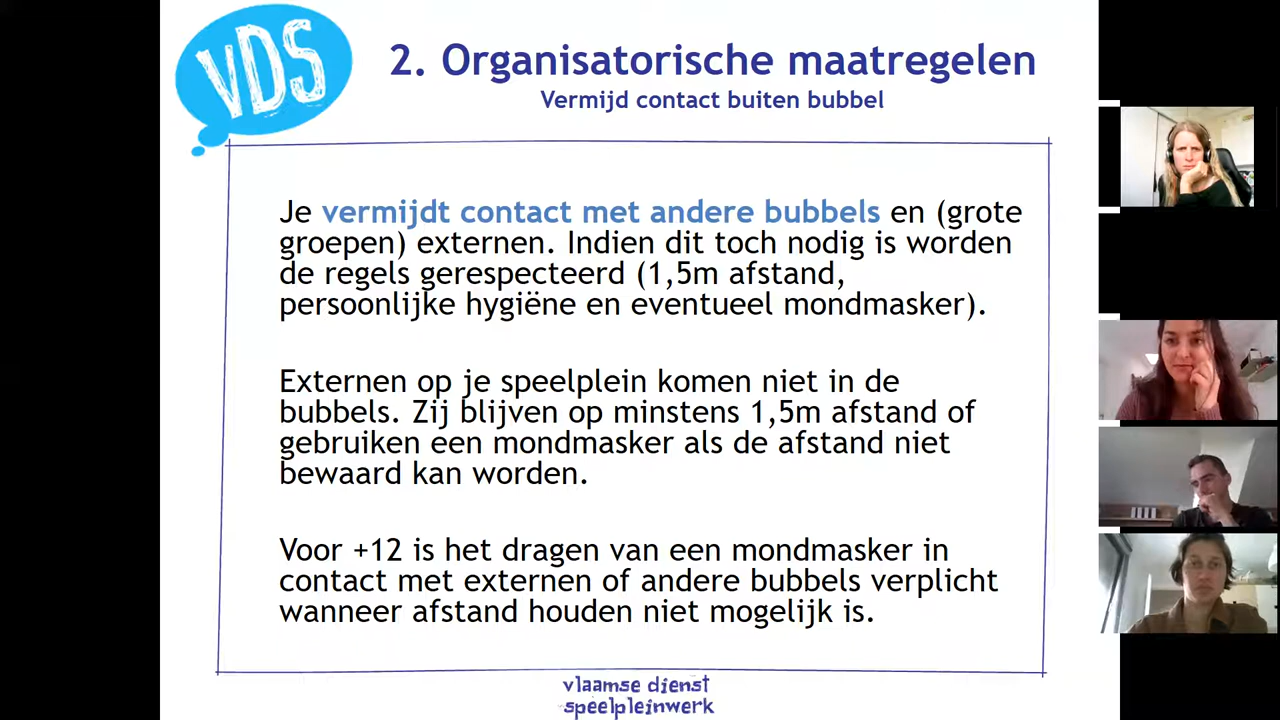 VDS
2. Organisatorische maatregelen
Vermijd contact buiten bubbel
Je vermijdt contact met andere bubbels en (grote
groepen) externen. Indien dit toch nodig is worden
de regels gerespecteerd (1,5m afstand,
persoonlijke hygiëne en eventueel mondmasker).
Externen op je speelplein komen niet in de
bubbels. Zij blijven op minstens 1,5m afstand of
gebruiken een mondmasker als de afstand niet
bewaard kan worden.
Voor +12 is het dragen van een mondmasker in
contact met externen of andere bubbels verplicht
wanneer afstand houden niet mogelijk is.
vlaamse dienst
speelpleinwerk